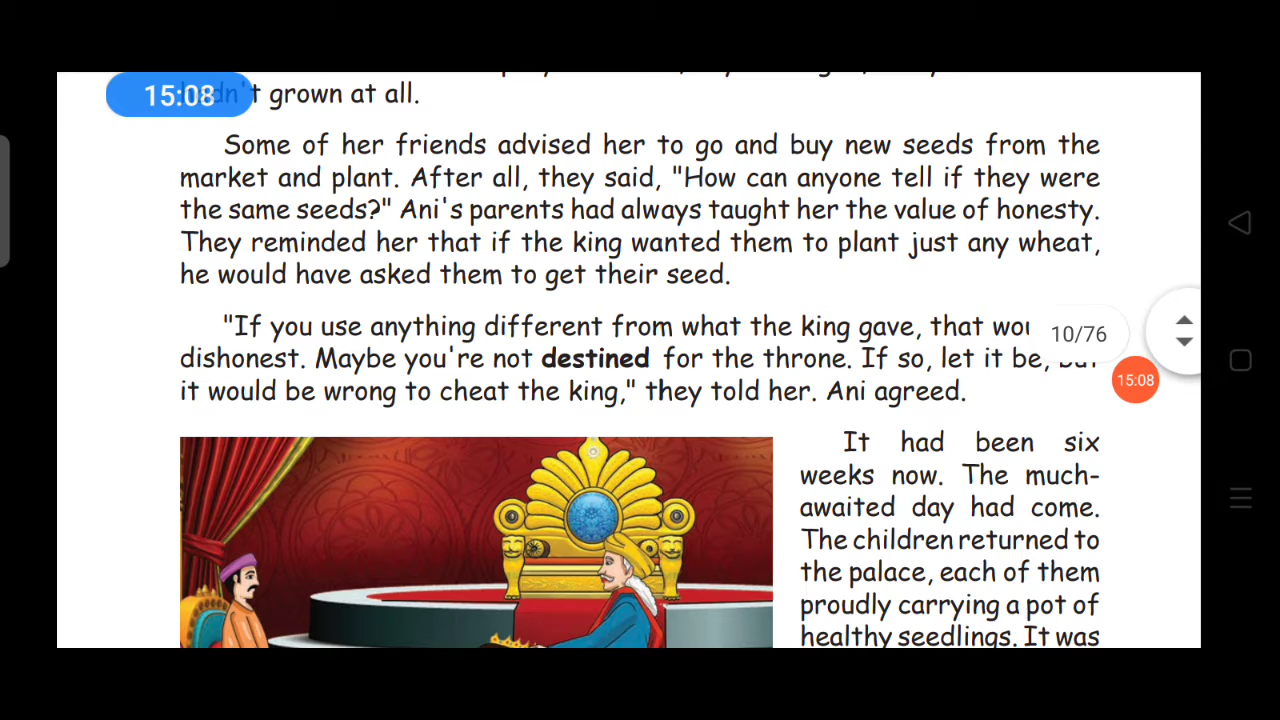 15:08
hadn't grown at all.
Some of her friends advised her to go and buy new seeds from the
market and plant. After all, they said, "How can anyone tell if they were
the same seeds?" Ani's parents had always taught her the value of honesty.
They reminded her that if the king wanted them to plant just any wheat,
he would have asked them to get their seed.
"If you use anything different from what the king gave, that wou
10/76
dishonest. Maybe you're not destined for the throne. If so, let it be, but
15:08
it would be wrong to cheat the king," they told her. Ani agreed.
It had been six
weeks now. The much-
awaited day had come.
The children returned to
the palace, each of them
proudly carrying a pot of
healthy seedlings. It was